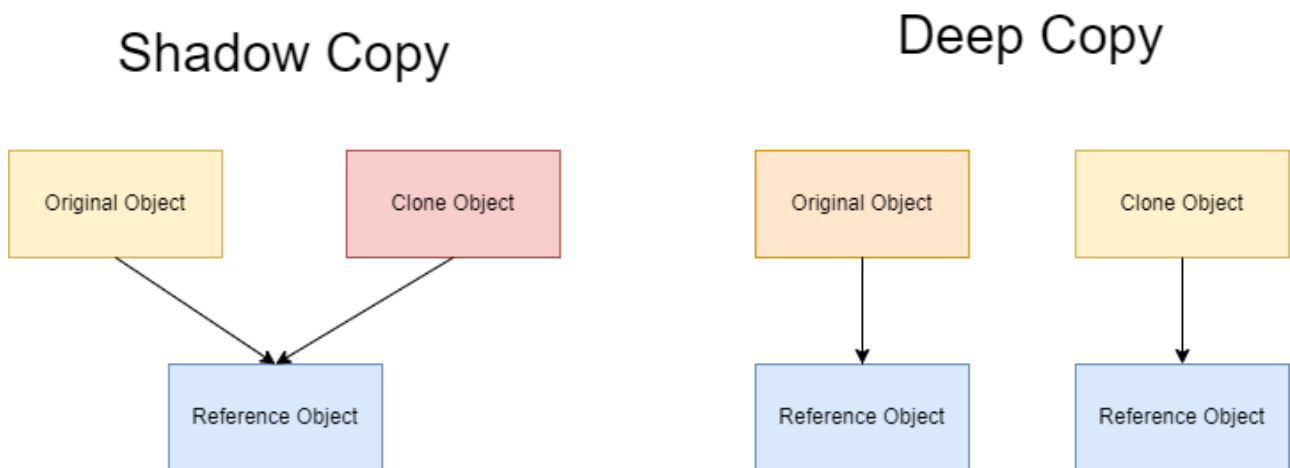 Shadow Copy
Original Object
Clone Object
Reference Object
Deep Copy
Original Object
Clone Object
Reference Object
Reference Object